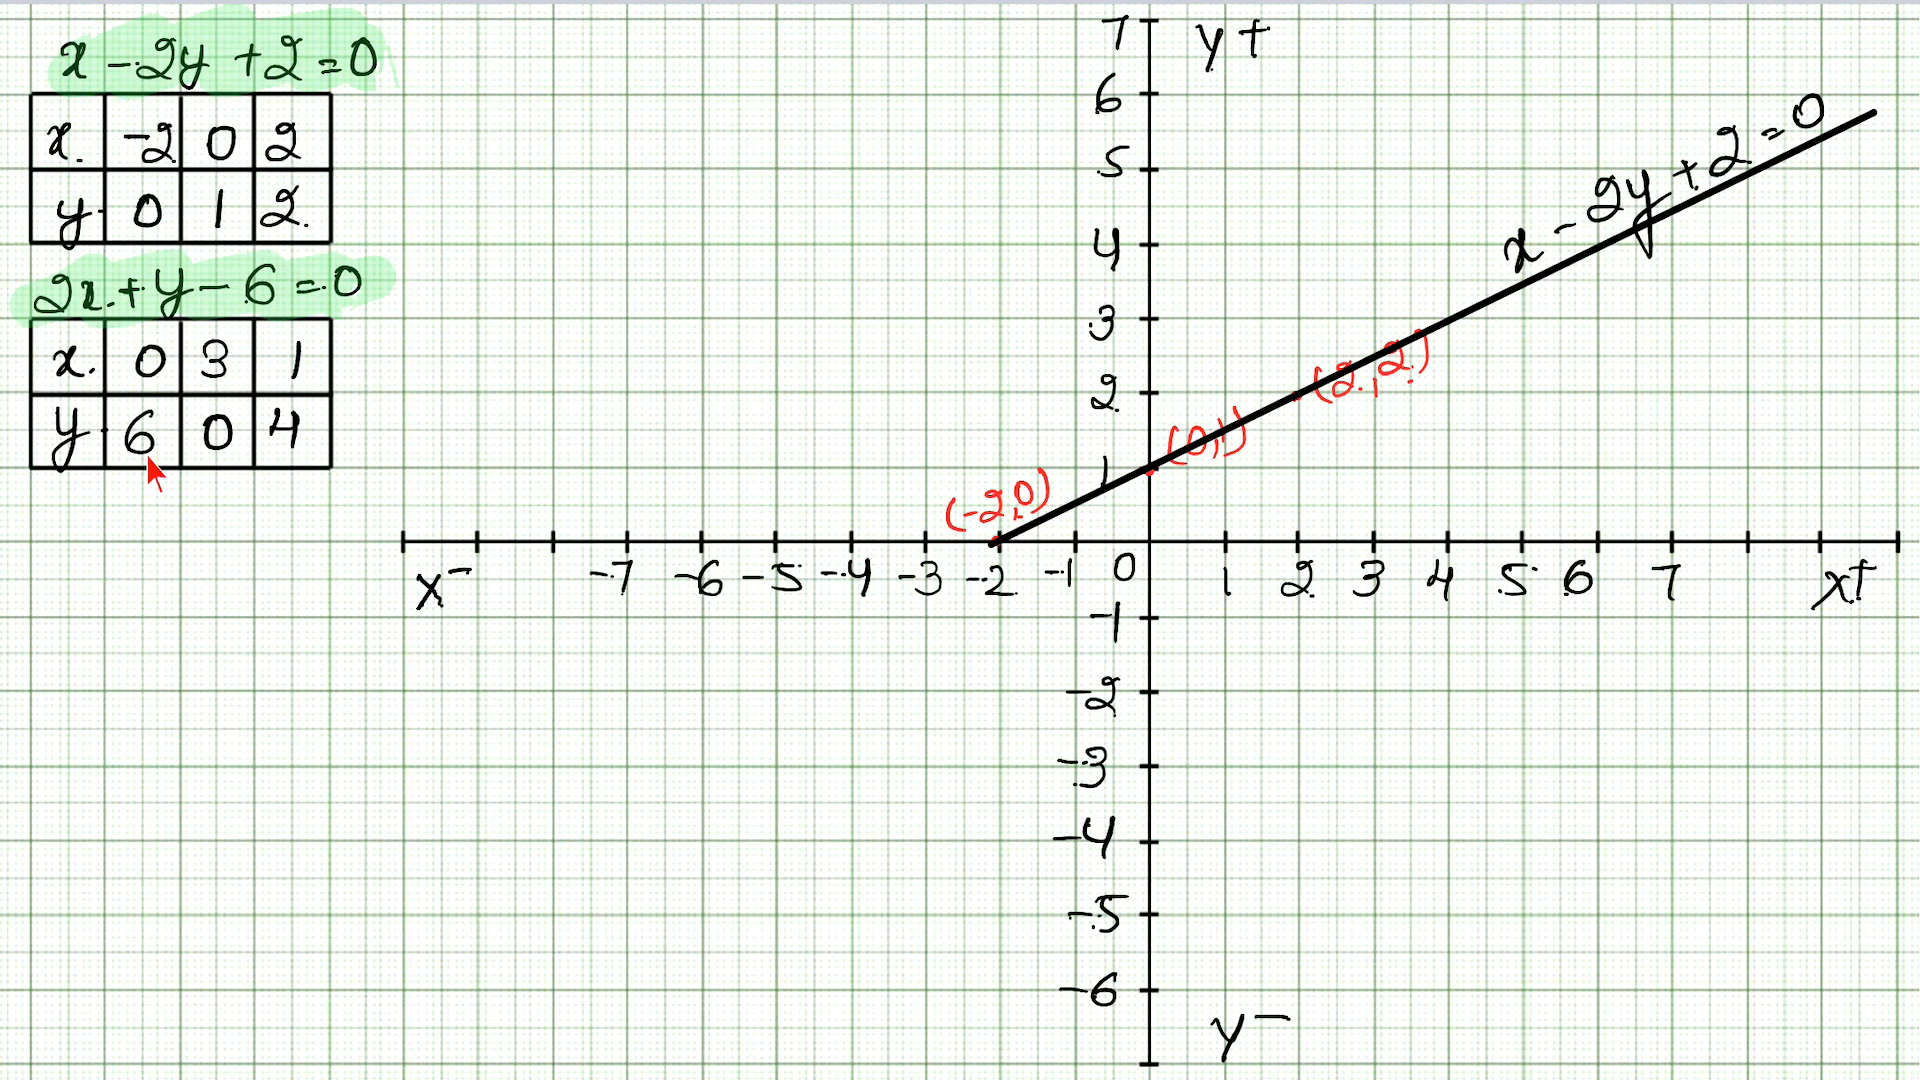 x - 2y + 2 = 0
x -2 0 2
y 0 1 2
2x + y - 6 = 0
x 0 3 1
y 6 0 4
y+
7
6
5
4
3
2
1
x - 2y + 2 = 0
(2,2)
(0,1)
(-2,0)
x- -7 -6 -5 -4 -3 -2 -1 0 1 2 3 4 5 6 7 x+
-1
-2
-3
-4
-5
-6
y-